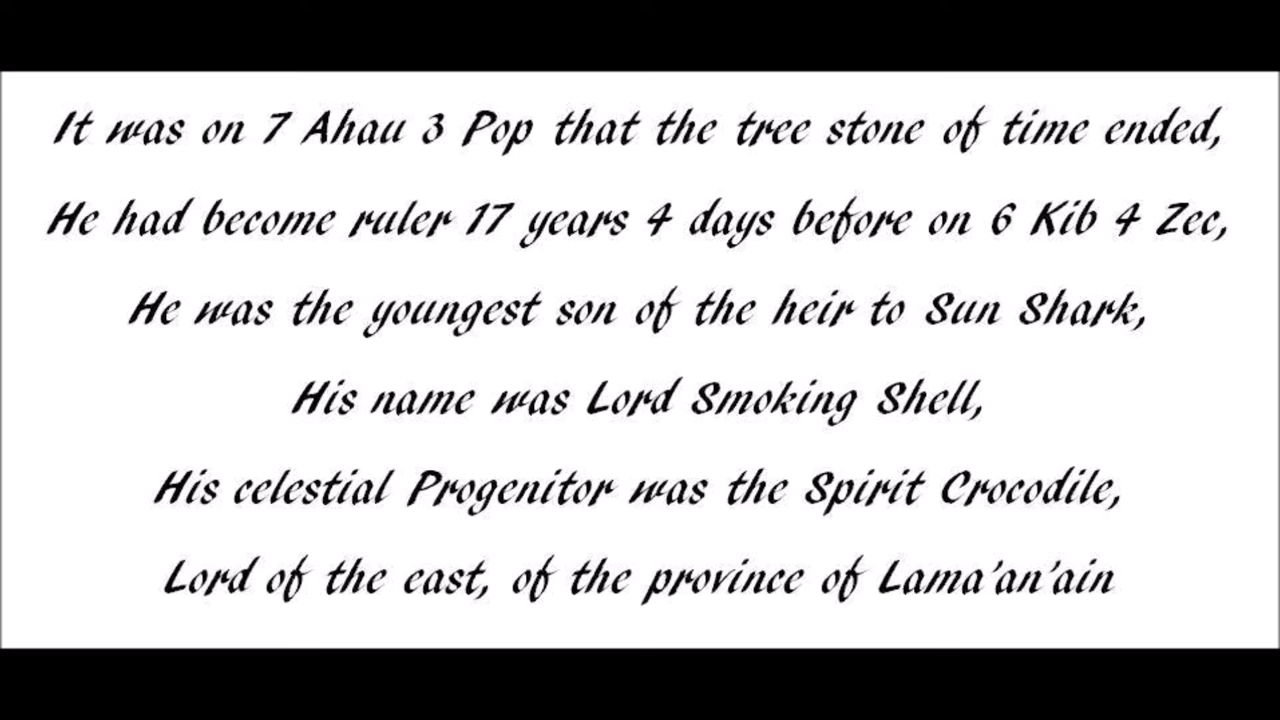 It was on 7 Ahau 3 Pop that the tree stone of time ended,
He had become ruler 17 years 4 days before on 6 Kib 4 Zec,
He was the youngest son of the heir to Sun Shark,
His name was Lord Smoking Shell,
His celestial Progenitor was the Spirit Crocodile,
Lord of the east, of the province of Lama'an'ain